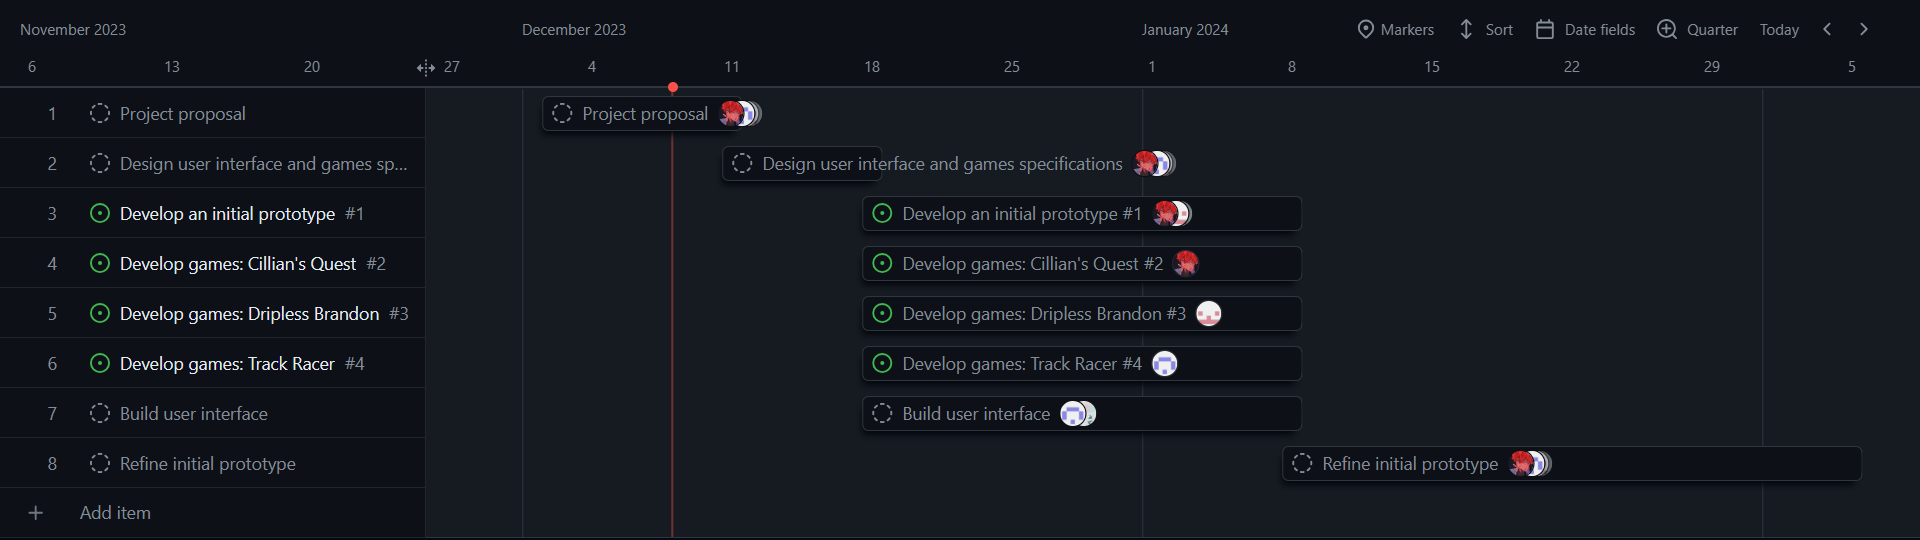 November 2023 December 2023 January 2024 Markers Sort Date fields Quarter Today
6 13 20 27 4 11 18 25 1 8 15 22 29 5
1 Project proposal Project proposal
2 Design user interface and games sp... Design user interface and games specifications
3 Develop an initial prototype #1 Develop an initial prototype #1
4 Develop games: Cillian's Quest #2 Develop games: Cillian's Quest #2
5 Develop games: Dripless Brandon #3 Develop games: Dripless Brandon #3
6 Develop games: Track Racer #4 Develop games: Track Racer #4
7 Build user interface Build user interface
8 Refine initial prototype Refine initial prototype
+ Add item